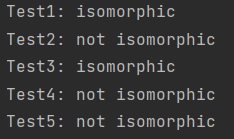 Test1: isomorphic
Test2: not isomorphic
Test3: isomorphic
Test4: not isomorphic
Test5: not isomorphic